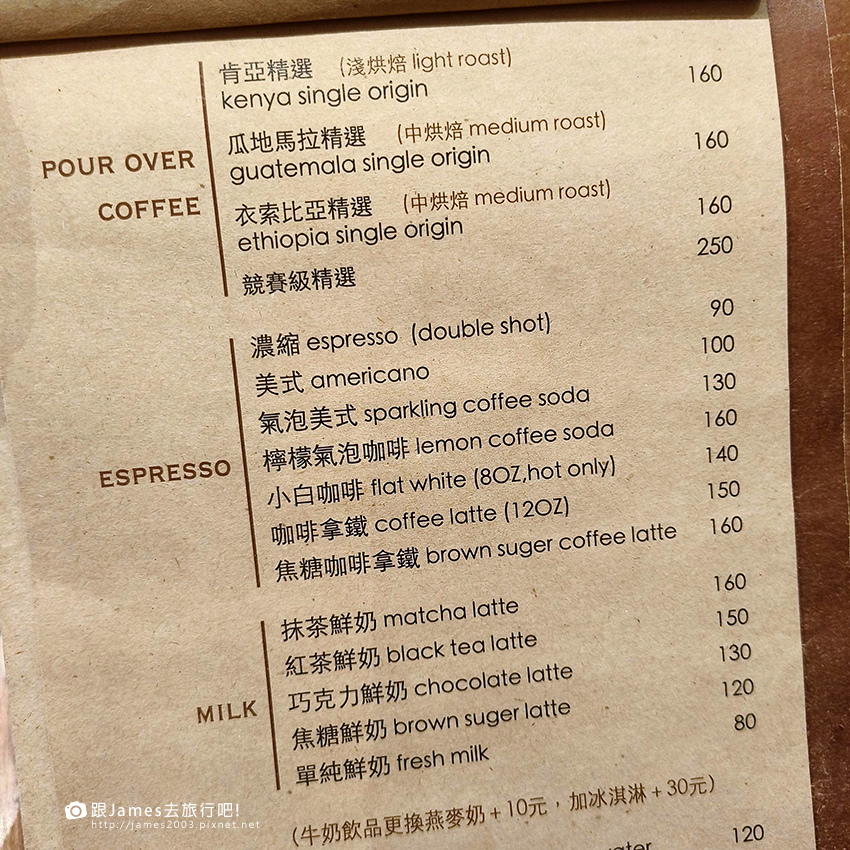 肯亞精選 (淺烘焙 light roast)
kenya single origin 160
瓜地馬拉精選 (中烘焙 medium roast)
guatemala single origin 160
POUR OVER
COFFEE
衣索比亞精選 (中烘焙 medium roast)
ethiopia single origin 160
競賽級精選 250
ESPRESSO
濃縮 espresso (double shot) 90
美式 americano 100
氣泡美式 sparkling coffee soda 130
檸檬氣泡咖啡 lemon coffee soda 160
小白咖啡 flat white (8OZ,hot only) 140
咖啡拿鐵 coffee latte (12OZ) 150
焦糖咖啡拿鐵 brown suger coffee latte 160
MILK
抹茶鮮奶 matcha latte 160
紅茶鮮奶 black tea latte 150
巧克力鮮奶 chocolate latte 130
焦糖鮮奶 brown suger latte 120
單純鮮奶 fresh milk 80
(牛奶飲品更換燕麥奶+10元，加冰淇淋+30元)
120
跟James去旅行吧!
http://james2003.pixnet.net